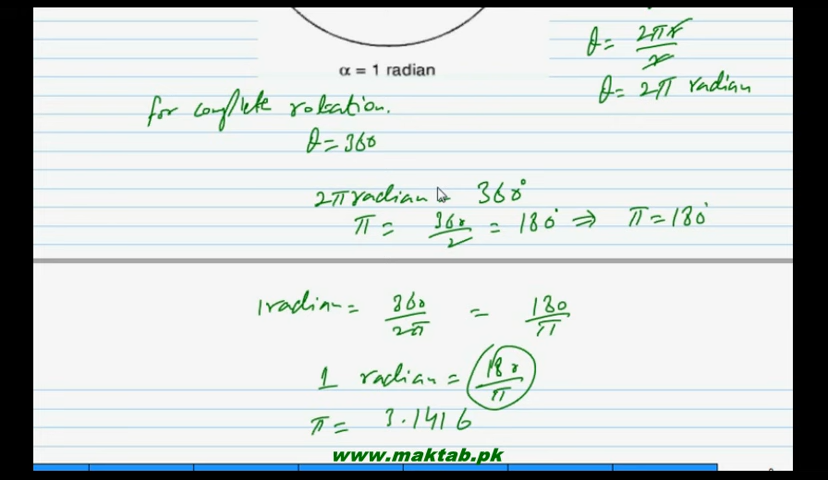 θ = 2πr/r
α = 1 radian
θ = 2π radian
for complete rotation.
θ = 360
2π radian = 360°
π = 360/2 = 180° ⇒ π = 180°
1 radian = 360/2π = 180/π
1 radian = 180/π
π = 3.1416
www.maktab.pk